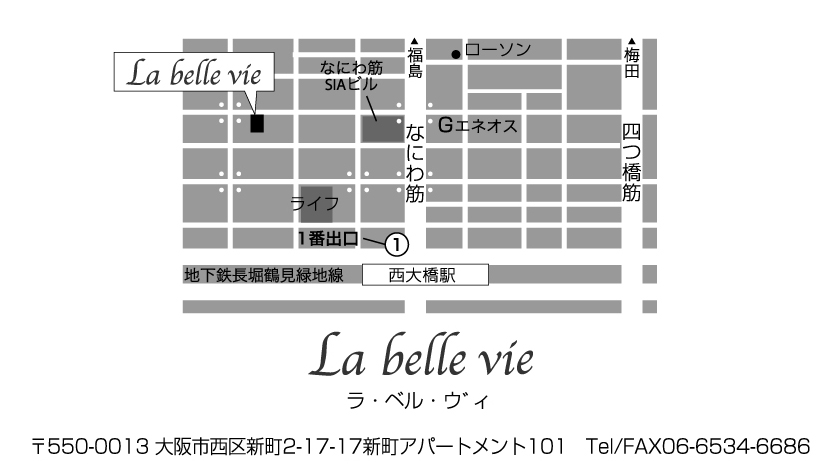 ▲福島
●ローソン
▲梅田
La belle vie
なにわ筋
SIAビル
Gエネオス
なにわ筋
四つ橋筋
ライフ
1番出口
①
地下鉄長堀鶴見緑地線
西大橋駅
La belle vie
ラ・ベル・ヴィ
〒550-0013 大阪市西区新町2-17-17新町アパートメント101 Tel/FAX06-6534-6686